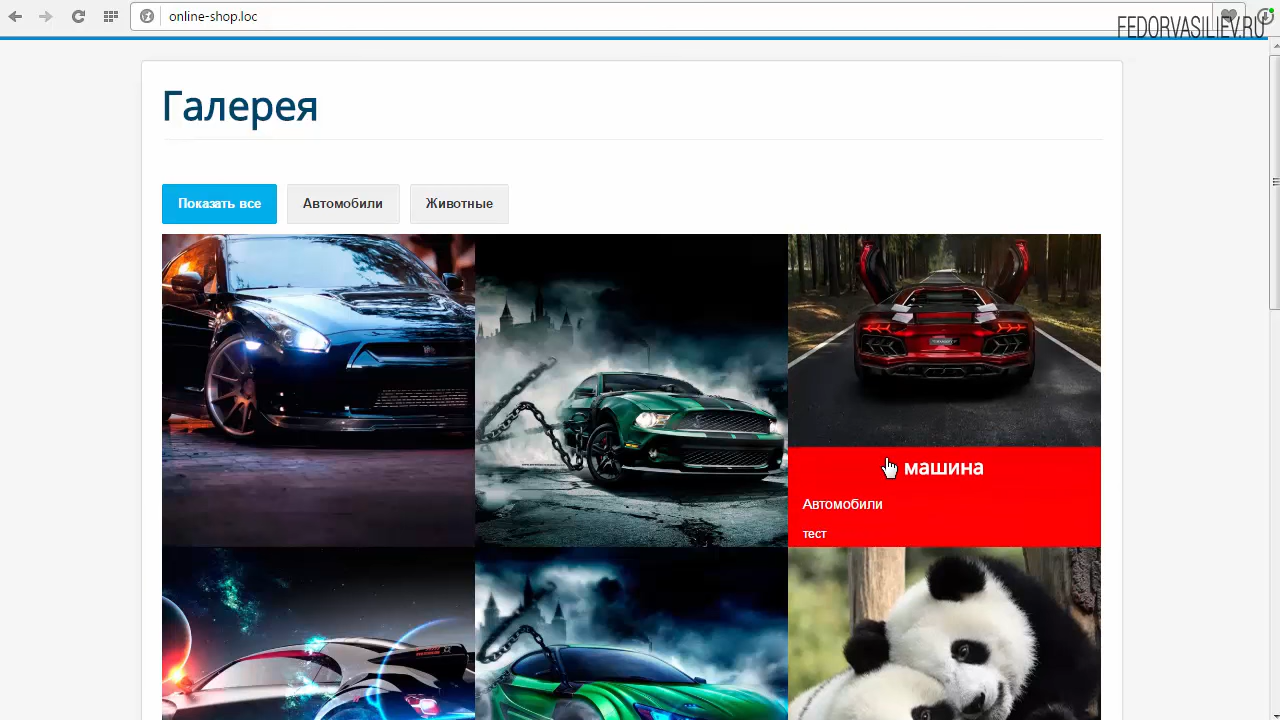 online-shop.loc
FEDORVASILIEV.RU
Галерея
Показать все
Автомобили
Животные
машина
Автомобили
тест